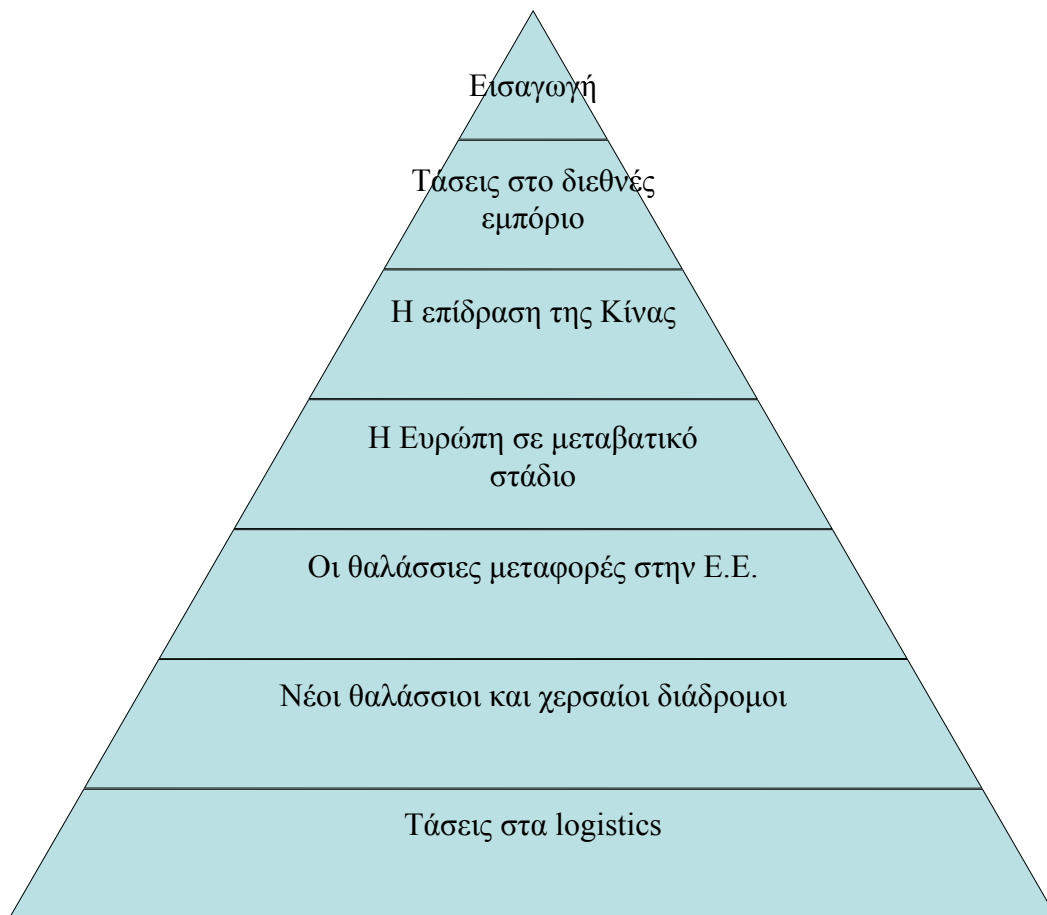 Εισαγωγή
Τάσεις στο διεθνές
εμπόριο
Η επίδραση της Κίνας
Η Ευρώπη σε μεταβατικό
στάδιο
Οι θαλάσσιες μεταφορές στην Ε.Ε.
Νέοι θαλάσσιοι και χερσαίοι διάδρομοι
Τάσεις στα logistics